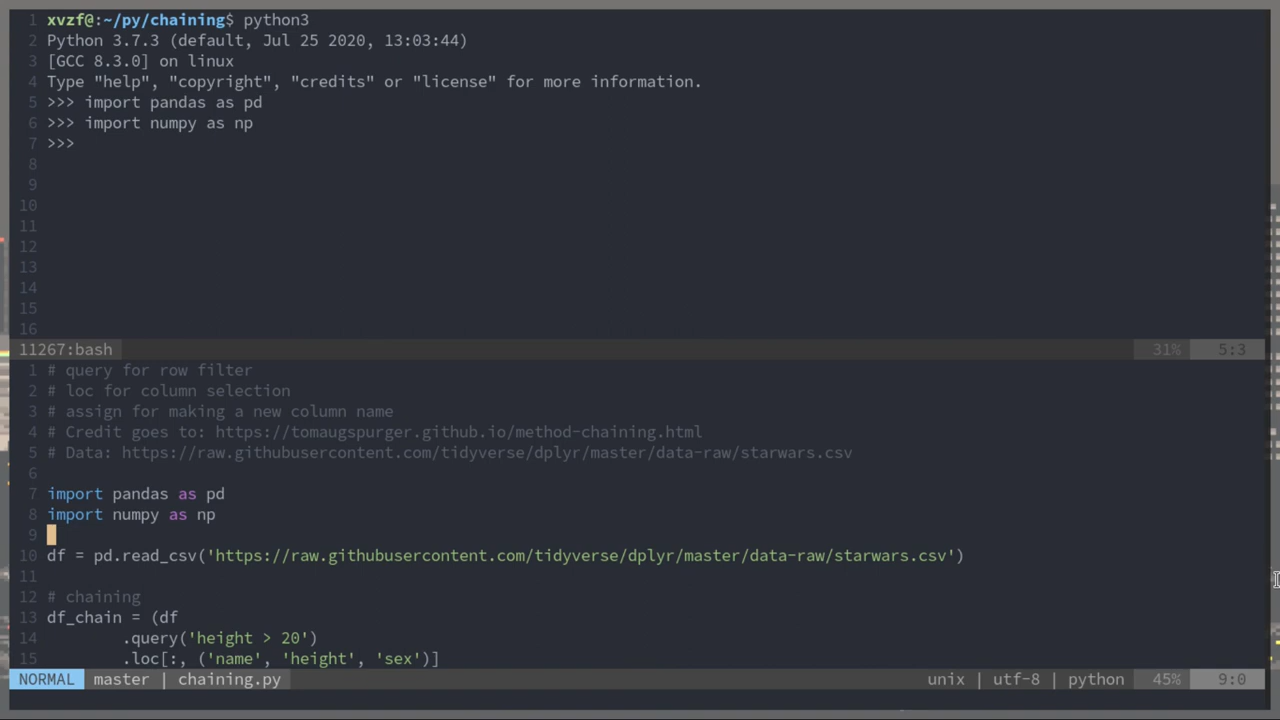 1 xvzf@:~/py/chaining$ python3
2 Python 3.7.3 (default, Jul 25 2020, 13:03:44)
3 [GCC 8.3.0] on linux
4 Type "help", "copyright", "credits" or "license" for more information.
5 >>> import pandas as pd
6 >>> import numpy as np
7 >>>
8
9
10
11
12
13
14
15
16
11267:bash 31% 5:3
1 # query for row filter
2 # loc for column selection
3 # assign for making a new column name
4 # Credit goes to: https://tomaugspurger.github.io/method-chaining.html
5 # Data: https://raw.githubusercontent.com/tidyverse/dplyr/master/data-raw/starwars.csv
6
7 import pandas as pd
8 import numpy as np
9
10 df = pd.read_csv('https://raw.githubusercontent.com/tidyverse/dplyr/master/data-raw/starwars.csv')
11
12 # chaining
13 df_chain = (df
14         .query('height > 20')
15         .loc[:, ('name', 'height', 'sex')]
NORMAL master | chaining.py unix | utf-8 | python 45% 9:0